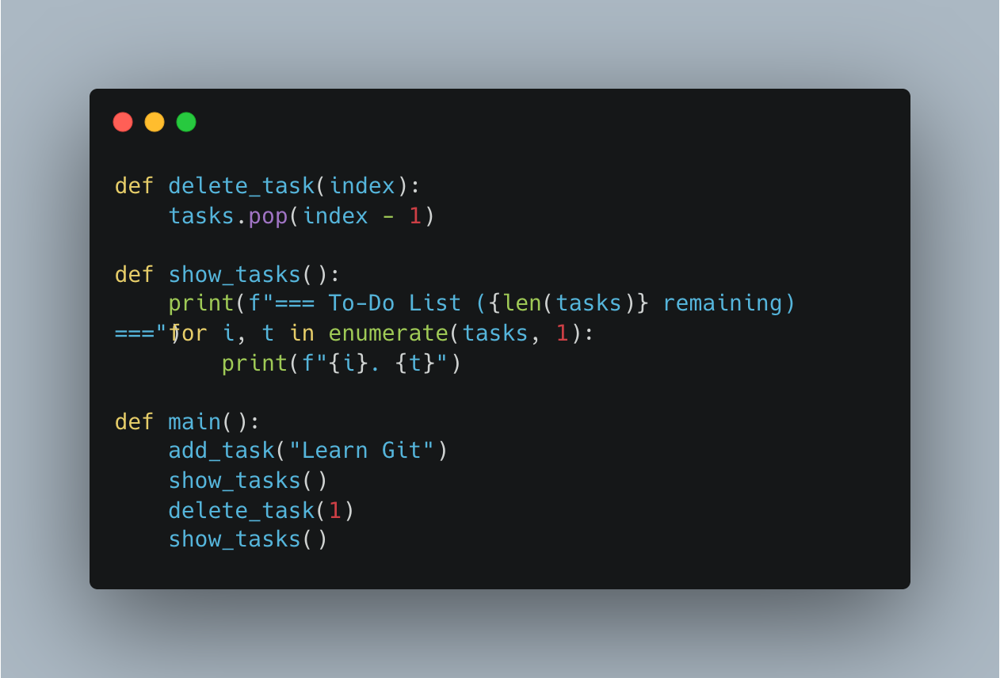 def delete_task(index):
    tasks.pop(index - 1)

def show_tasks():
    print(f"=== To-Do List ({len(tasks)} remaining)
===")
    for i, t in enumerate(tasks, 1):
        print(f"{i}. {t}")

def main():
    add_task("Learn Git")
    show_tasks()
    delete_task(1)
    show_tasks()